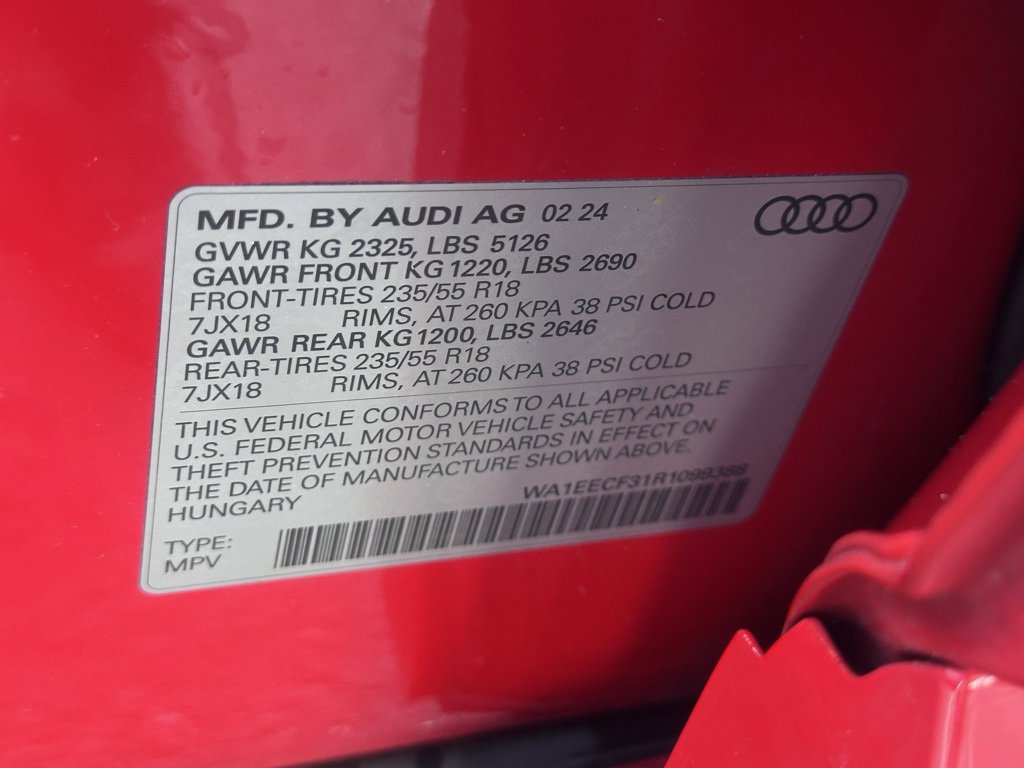 MFD. BY AUDI AG 02 24
GVWR KG 2325, LBS 5126
GAWR FRONT KG 1220, LBS 2690
FRONT-TIRES 235/55 R18
7JX18 RIMS, AT 260 KPA 38 PSI COLD
GAWR REAR KG1200, LBS 2646
REAR-TIRES 235/55 R18
7JX18 RIMS, AT 260 KPA 38 PSI COLD
THIS VEHICLE CONFORMS TO ALL APPLICABLE
U.S. FEDERAL MOTOR VEHICLE SAFETY AND
THEFT PREVENTION STANDARDS IN EFFECT ON
THE DATE OF MANUFACTURE SHOWN ABOVE.
HUNGARY
WA1EECF31R1099388
TYPE:
MPV